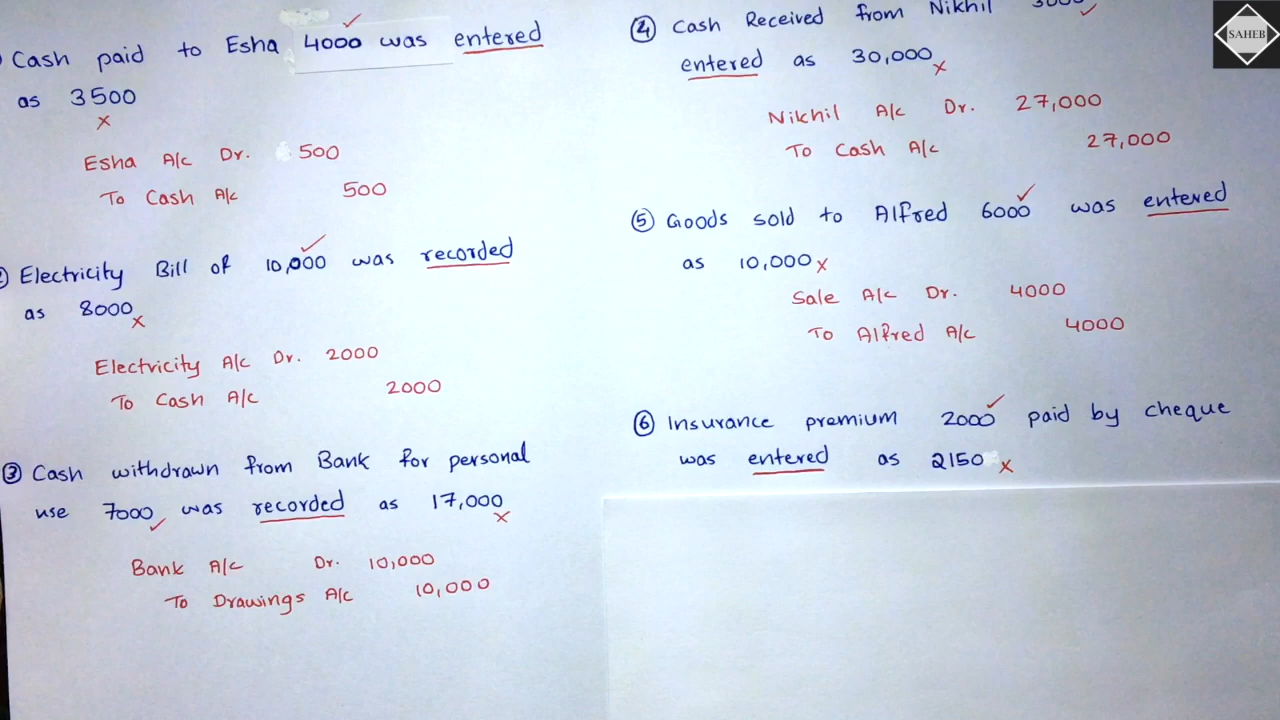 Cash paid to Esha 4000 was entered
as 3500
x
Esha A/c Dr. 500
To Cash A/c 500
Electricity Bill of 10,000 was recorded
as 8000
x
Electricity A/c Dr. 2000
To Cash A/c 2000
③ Cash withdrawn from Bank for personal
use 7000 was recorded as 17,000
x
Bank A/c Dr. 10,000
To Drawings A/c 10,000
④ Cash Received from Nikhil 3000
entered as 30,000 x
Nikhil A/c Dr. 27,000
To Cash A/c 27,000
⑤ Goods sold to Alfred 6000 was entered
as 10,000 x
Sale A/c Dr. 4000
To Alfred A/c 4000
⑥ Insurance premium 2000 paid by cheque
was entered as 2150 x
SAHEB